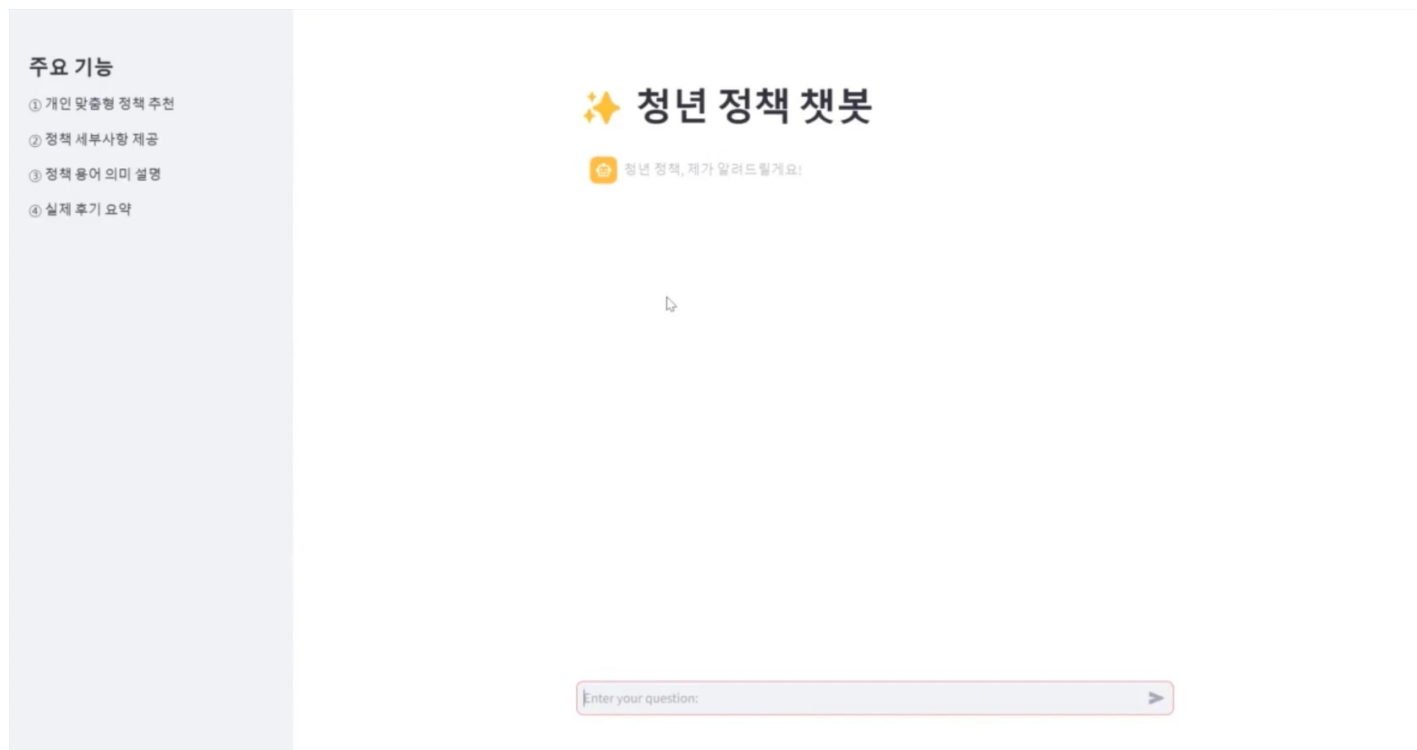 주요 기능
① 개인 맞춤형 정책 추천
② 정책 세부사항 제공
③ 정책 용어 의미 설명
④ 실제 후기 요약
청년 정책 챗봇
청년 정책, 제가 알려드릴게요!
Enter your question: